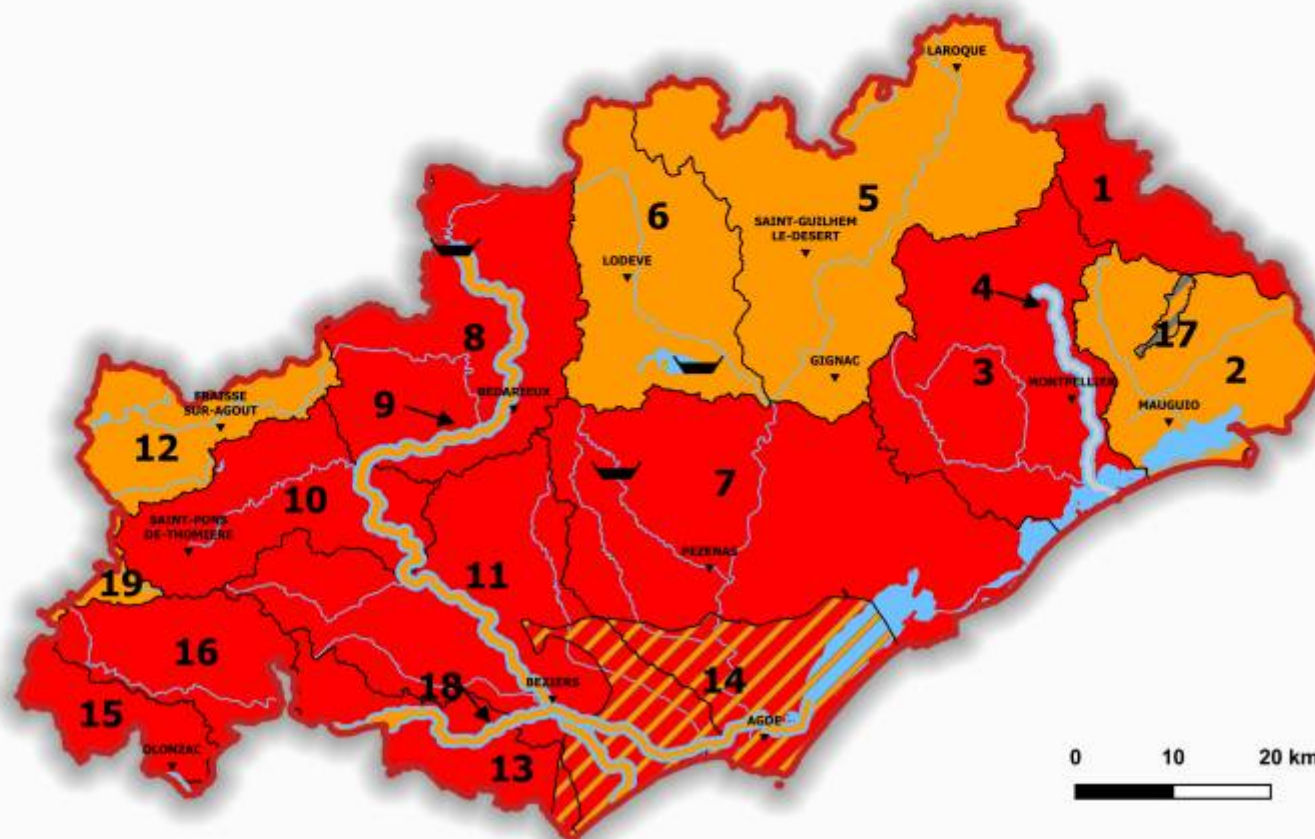 LAROQUE
1
6
5
SAINT-GUILHEM
LE-DESERT
LODEVE
4
17
8
GIGNAC
3
2
MONTPELLIER
BEDARIEUX
9
FRAISSE
SUR-AGOUT
MAUGUIO
12
7
10
SAINT-PONS
DE-THOMIERE
PEZENAS
11
19
16
14
18
BEZIERS
15
AGDE
OLONZAC
13
0 10 20 km